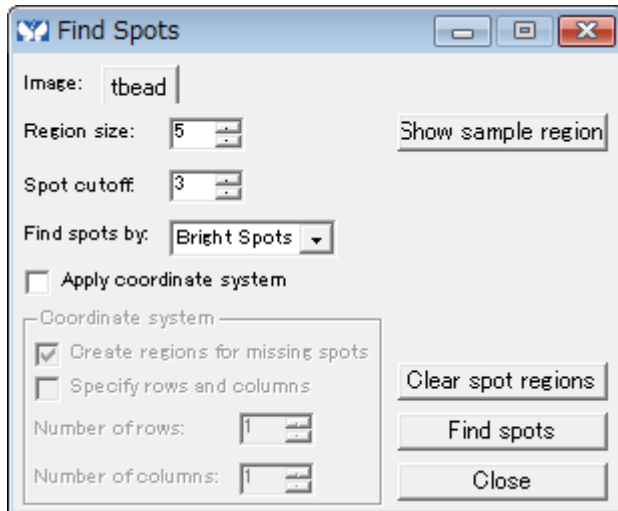 Find Spots
Image: tbead
Region size: 5
Show sample region
Spot cutoff: 3
Find spots by: Bright Spots
Apply coordinate system
Coordinate system
Create regions for missing spots
Specify rows and columns
Number of rows: 1
Number of columns: 1
Clear spot regions
Find spots
Close